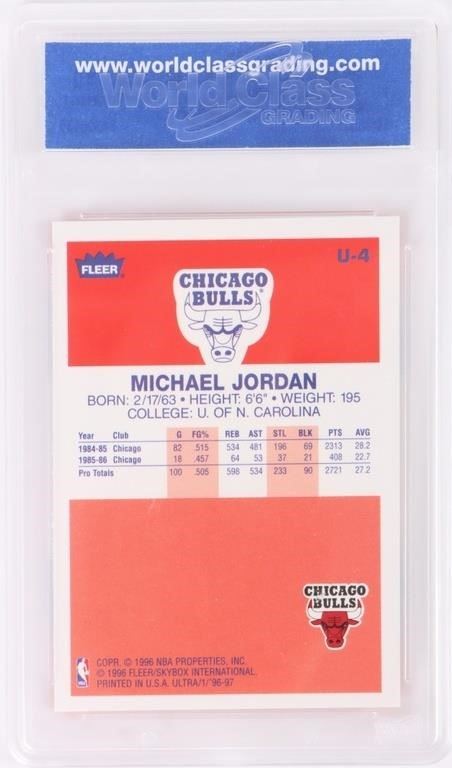 www.worldclassgrading.com
World Class
GRADING
FLEER®
U-4
CHICAGO
BULLS®
MICHAEL JORDAN
BORN: 2/17/63 • HEIGHT: 6'6" • WEIGHT: 195
COLLEGE: U. OF N. CAROLINA
Year Club G FG% REB AST STL BLK PTS AVG
1984-85 Chicago 82 .515 534 481 196 69 2313 28.2
1985-86 Chicago 18 .457 64 53 37 21 408 22.7
Pro Totals 100 .505 598 534 233 90 2721 27.2
CHICAGO
BULLS
COPR. © 1996 NBA PROPERTIES, INC.
© 1996 FLEER/SKYBOX INTERNATIONAL.
PRINTED IN U.S.A. ULTRA/1/'96-97